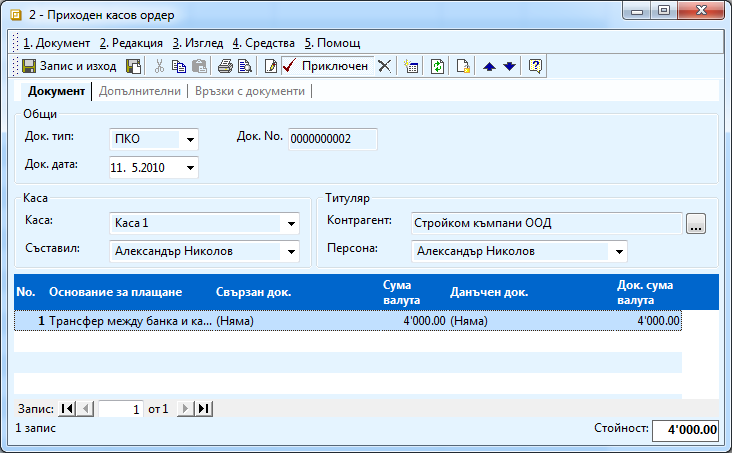 2 - Приходен касов ордер
1. Документ 2. Редакция 3. Изглед 4. Средства 5. Помощ
Запис и изход Приключен
Документ Допълнителни Връзки с документи
Общи
Док. тип: ПКО Док. No. 0000000002
Док. дата: 11. 5.2010
Каса Титуляр
Каса: Каса 1 Контрагент: Стройком къмпани ООД ...
Съставил: Александър Николов Персона: Александър Николов
No. Основание за плащане Свързан док. Сума валута Данъчен док. Док. сума валута
1 Трансфер между банка и ка... (Няма) 4'000.00 (Няма) 4'000.00
Запис: 1 от 1
1 запис Стойност: 4'000.00